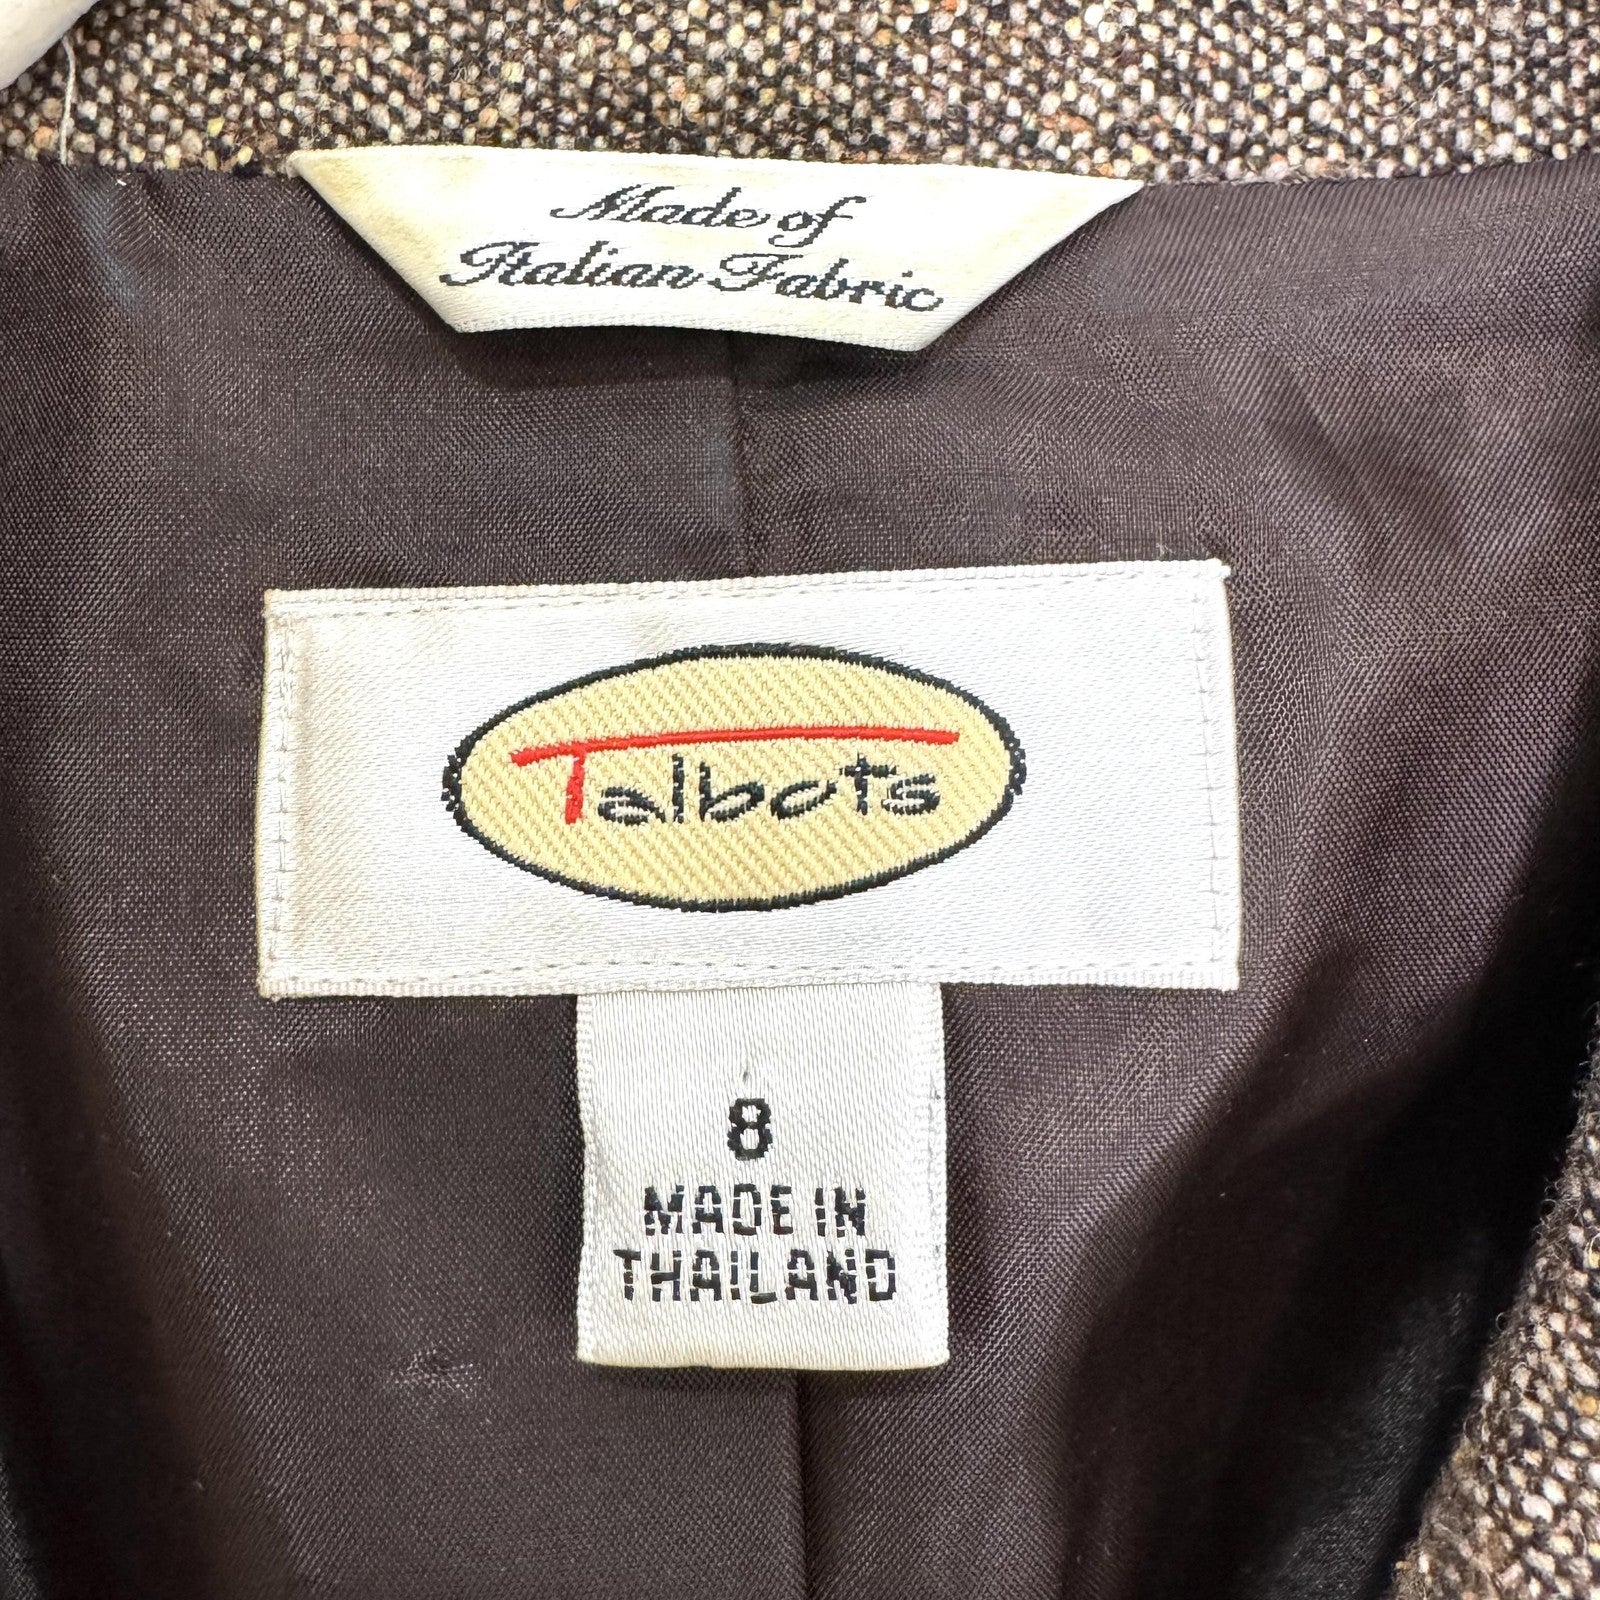 Made of
Italian Fabric
Talbots
8
MADE IN
THAILAND